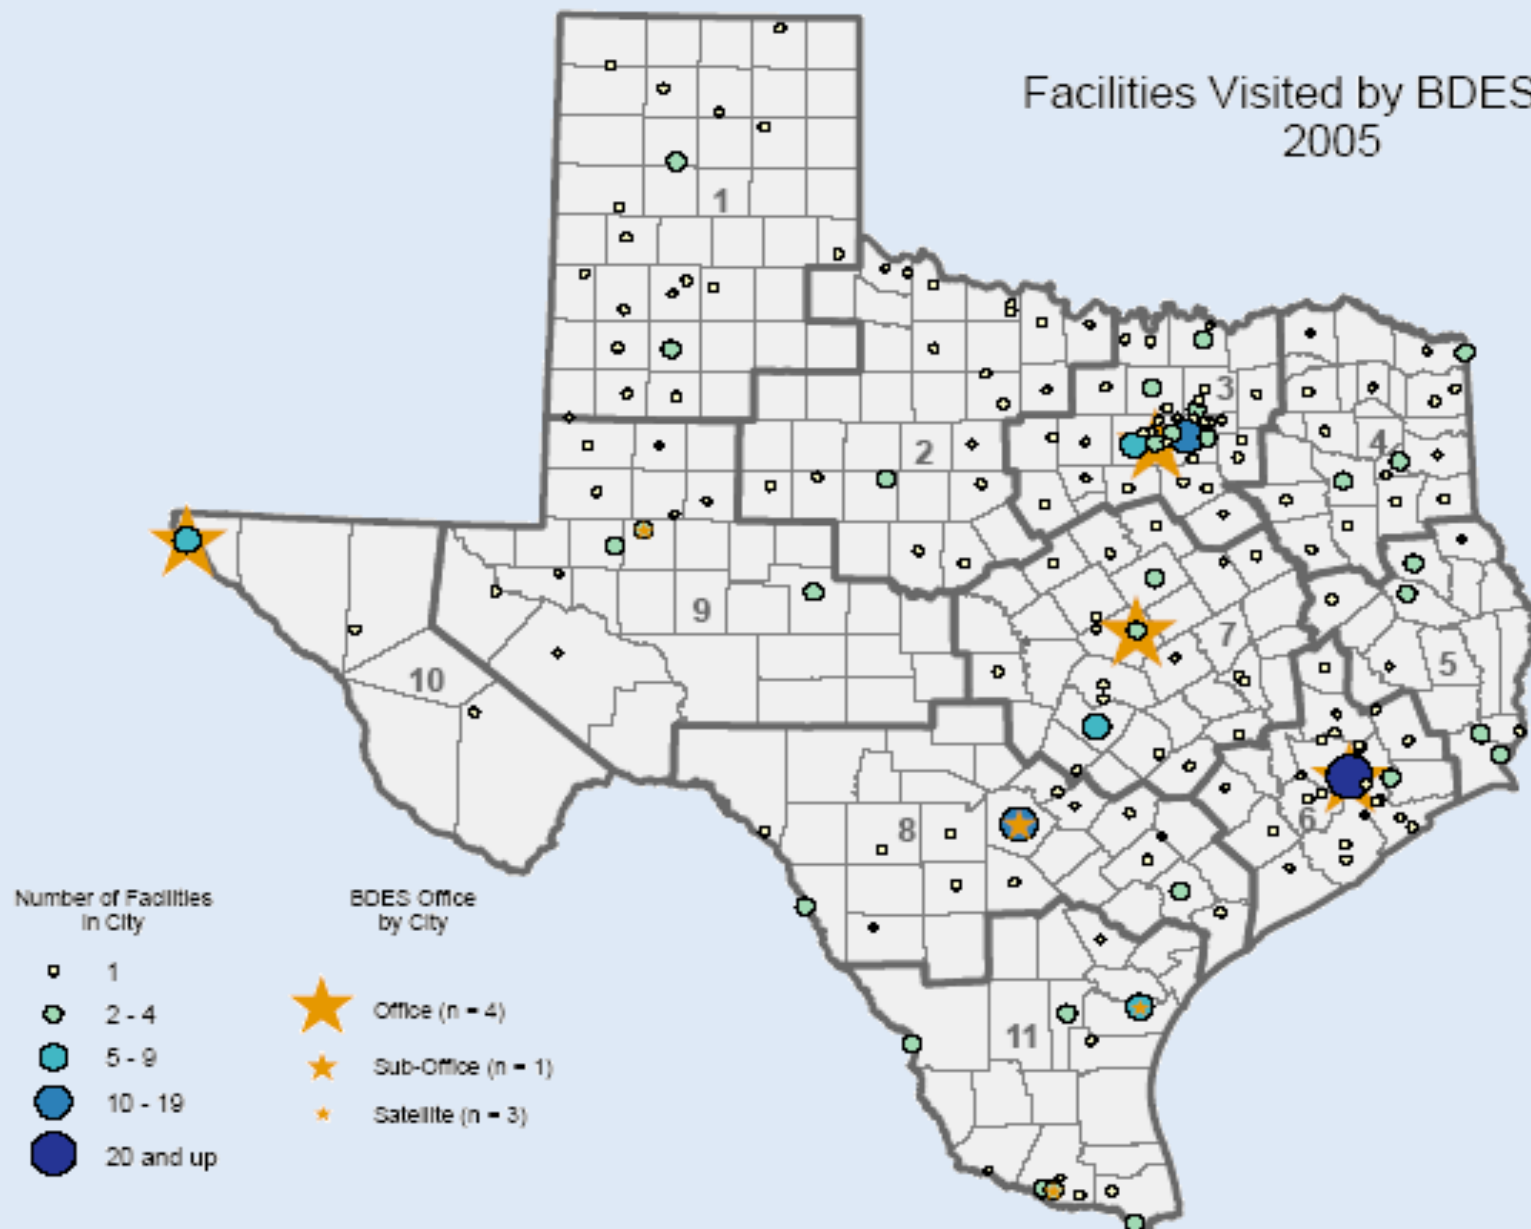 Facilities Visited by BDES
2005
1
2
3
4
5
6
7
8
9
10
11
Number of Facilities
in City
1
2 - 4
5 - 9
10 - 19
20 and up
BDES Office
by City
Office (n = 4)
Sub-Office (n = 1)
Satellite (n = 3)